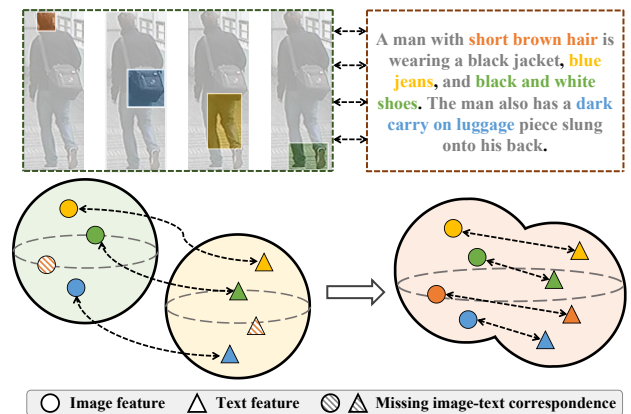 A man with short brown hair is
wearing a black jacket, blue
jeans, and black and white
shoes. The man also has a dark
carry on luggage piece slung
onto his back.
Image feature Text feature Missing image-text correspondence